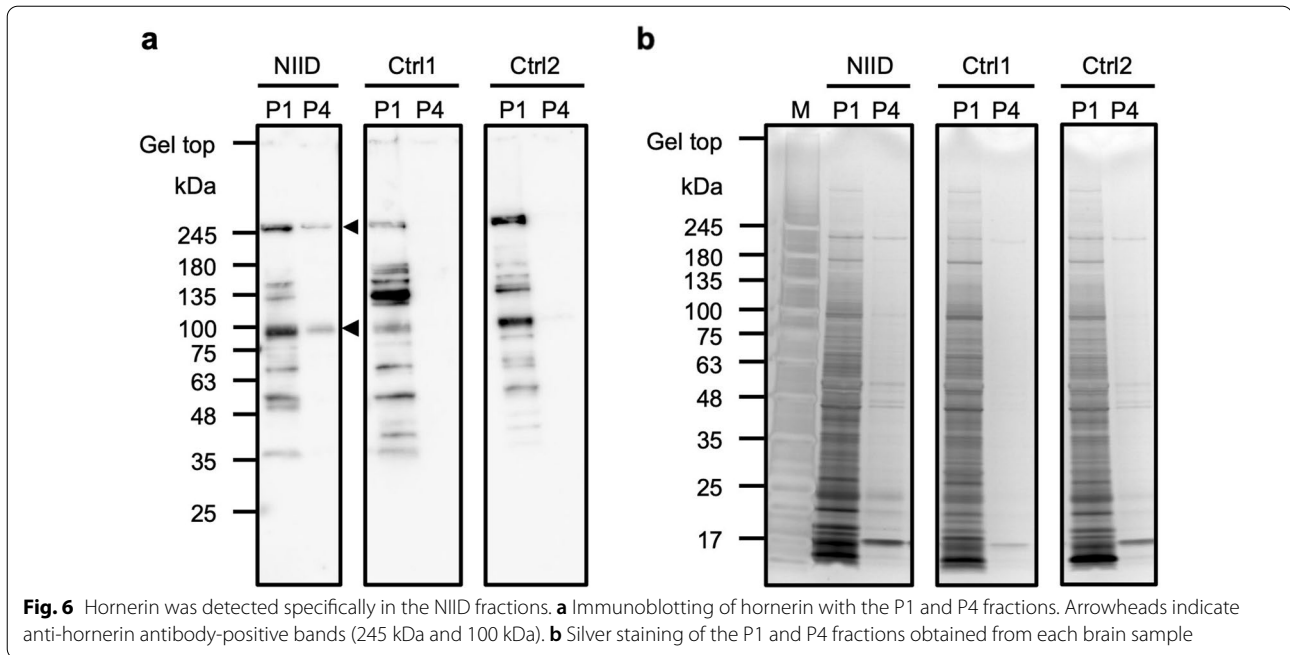 a
NIID Ctrl1 Ctrl2
P1 P4 P1 P4 P1 P4
Gel top
kDa
245
180
135
100
75
63
48
35
25
b
NIID Ctrl1 Ctrl2
M P1 P4 P1 P4 P1 P4
Gel top
kDa
245
180
135
100
75
63
48
35
25
17
Fig. 6 Hornerin was detected specifically in the NIID fractions. a Immunoblotting of hornerin with the P1 and P4 fractions. Arrowheads indicate
anti-hornerin antibody-positive bands (245 kDa and 100 kDa). b Silver staining of the P1 and P4 fractions obtained from each brain sample